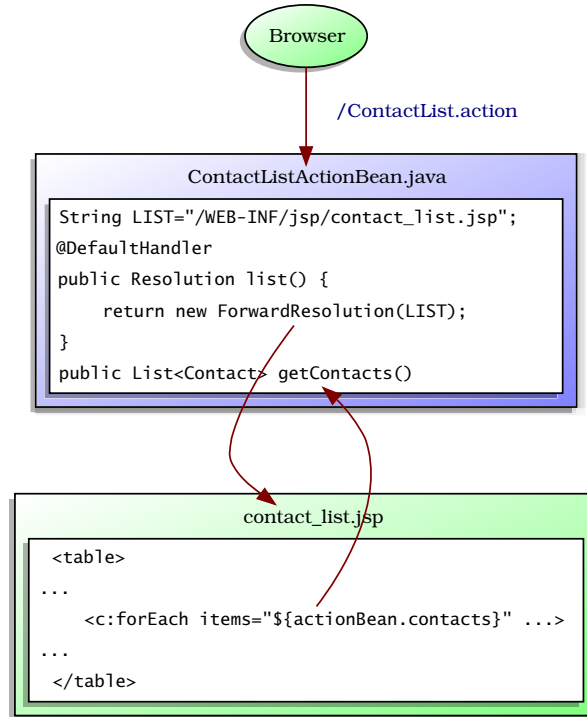 Browser
/ContactList.action
ContactListActionBean.java
String LIST="/WEB-INF/jsp/contact_list.jsp";
@DefaultHandler
public Resolution list() {
return new ForwardResolution(LIST);
}
public List<Contact> getContacts()
contact_list.jsp
<table>
...
<c:forEach items="${actionBean.contacts}" ...>
...
</table>